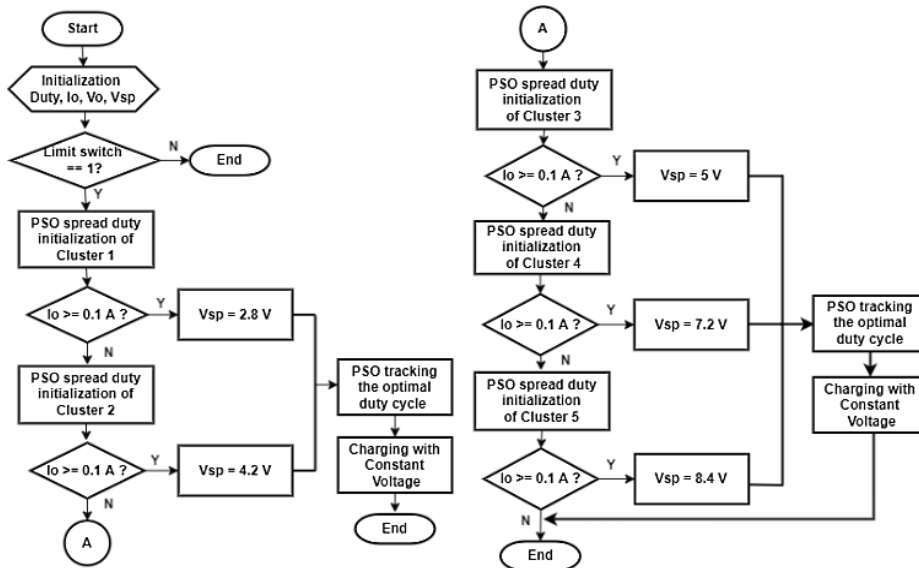 Start
Initialization
Duty, Io, Vo, Vsp
Limit switch
== 1?
N
End
Y
PSO spread duty
initialization of
Cluster 1
Io >= 0.1 A ?
Y
Vsp = 2.8 V
N
PSO spread duty
initialization of
Cluster 2
Io >= 0.1 A ?
Y
Vsp = 4.2 V
N
A
PSO tracking
the optimal
duty cycle
Charging with
Constant
Voltage
End
A
PSO spread duty
initialization
of Cluster 3
Io >= 0.1 A ?
Y
Vsp = 5 V
N
PSO spread duty
initialization
of Cluster 4
Io >= 0.1 A ?
Y
Vsp = 7.2 V
N
PSO spread duty
initialization
of Cluster 5
Io >= 0.1 A ?
Y
Vsp = 8.4 V
N
End
PSO tracking
the optimal
duty cycle
Charging with
Constant
Voltage